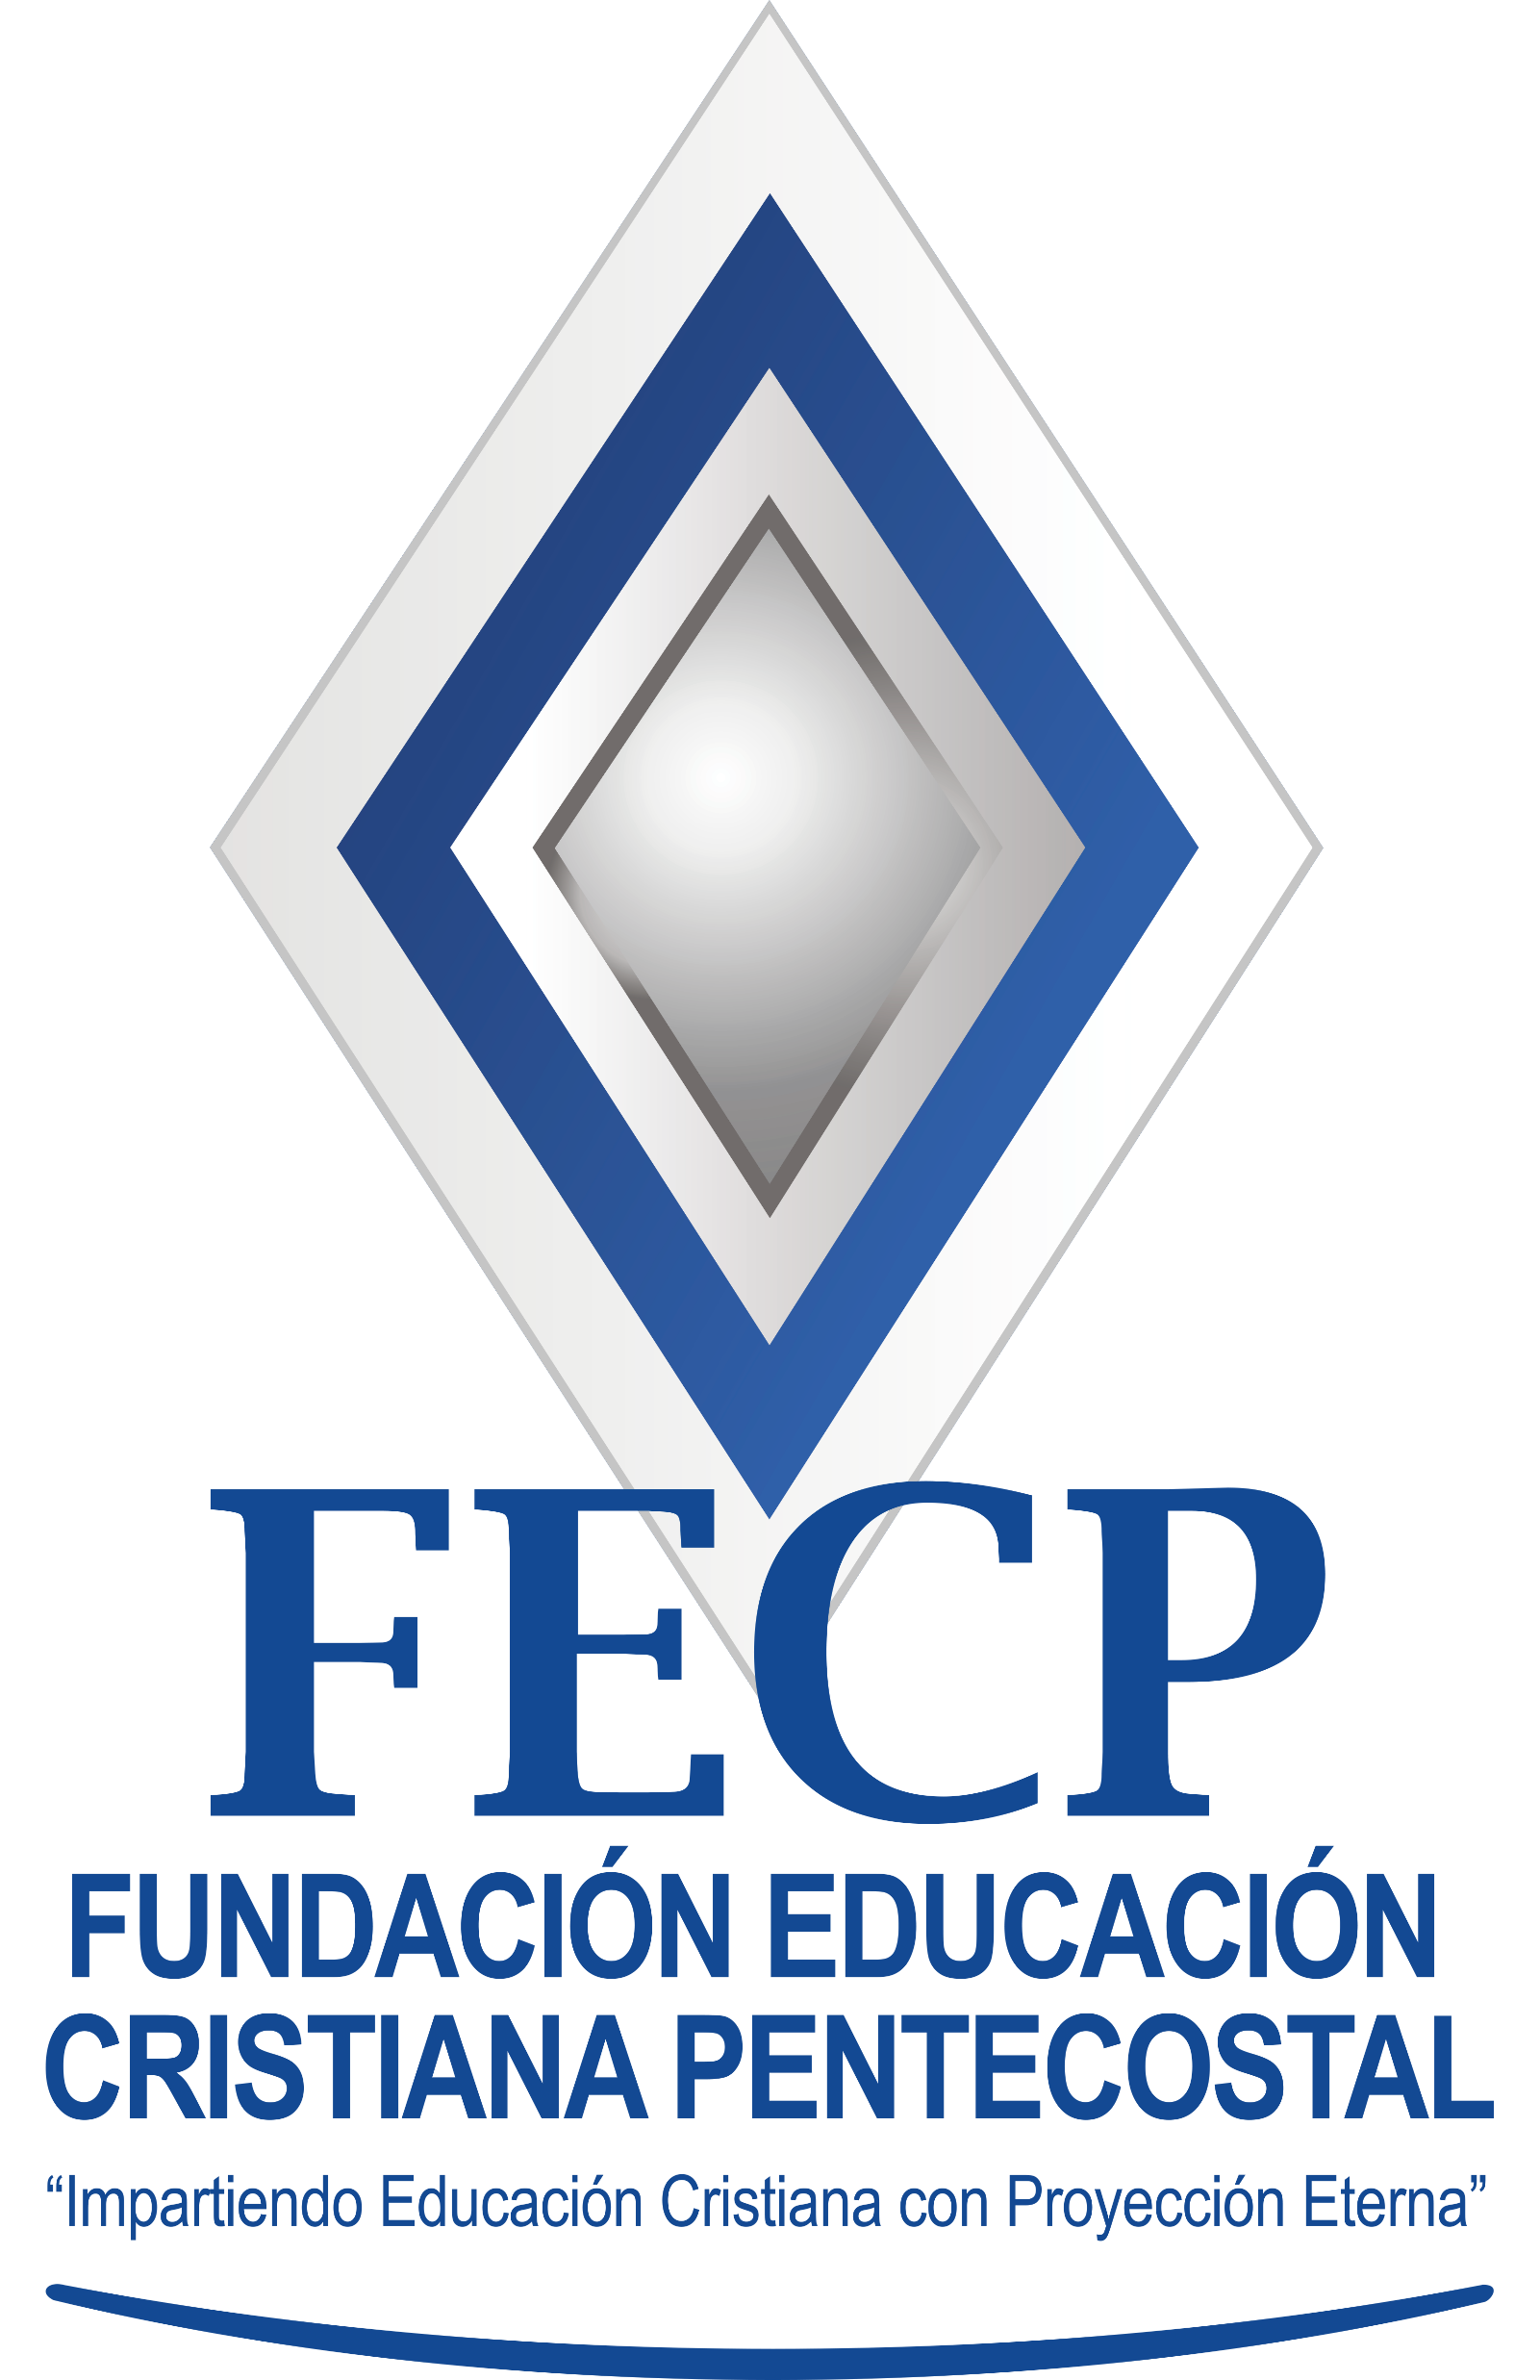 FECP
FUNDACIÓN EDUCACIÓN
CRISTIANA PENTECOSTAL
“Impartiendo Educación Cristiana con Proyección Eterna”